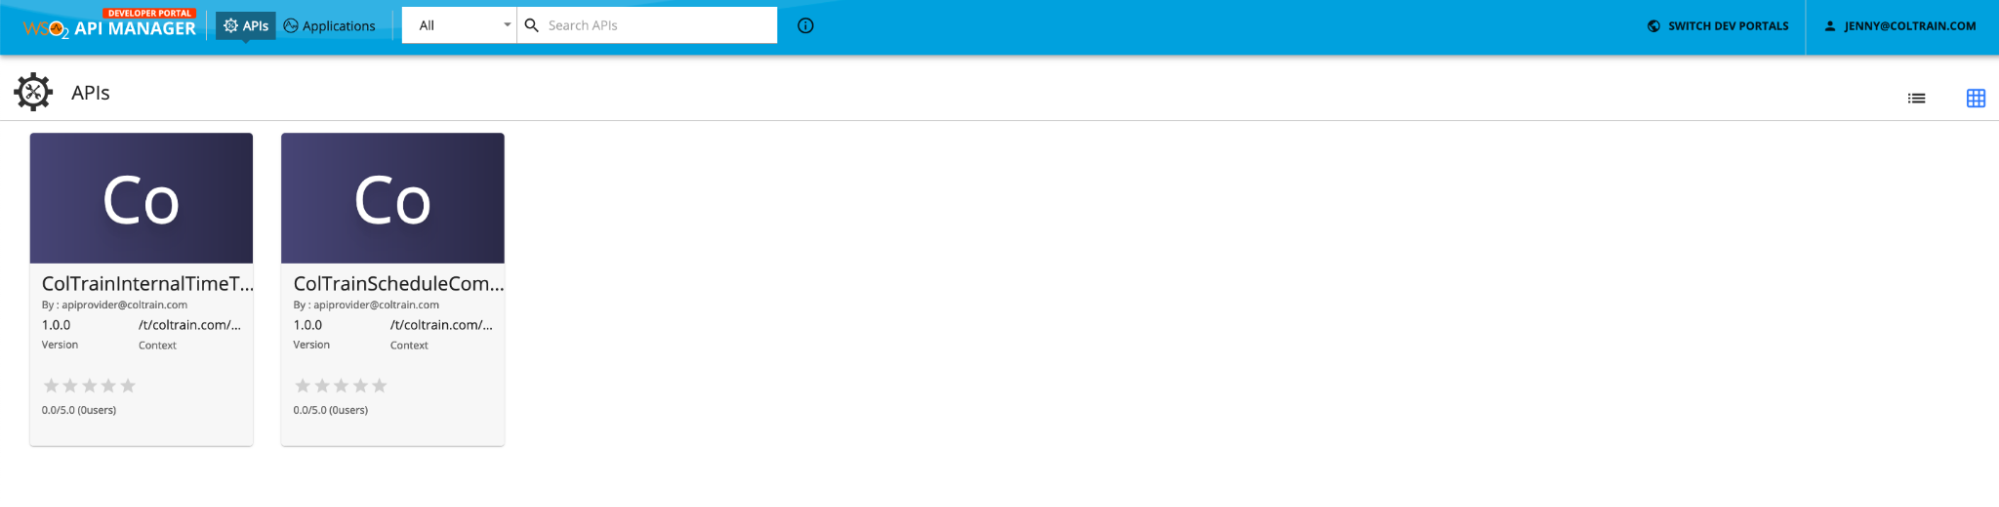 DEVELOPER PORTAL
WSO2 API MANAGER
APIs
Applications
All
Search APIs
SWITCH DEV PORTALS
JENNY@COLTRAIN.COM
APIs
Co
ColTrainInternalTimeT...
By : apiprovider@coltrain.com
1.0.0
/t/coltrain.com/...
Version
Context
0.0/5.0 (0users)
Co
ColTrainScheduleCom...
By : apiprovider@coltrain.com
1.0.0
/t/coltrain.com/...
Version
Context
0.0/5.0 (0users)